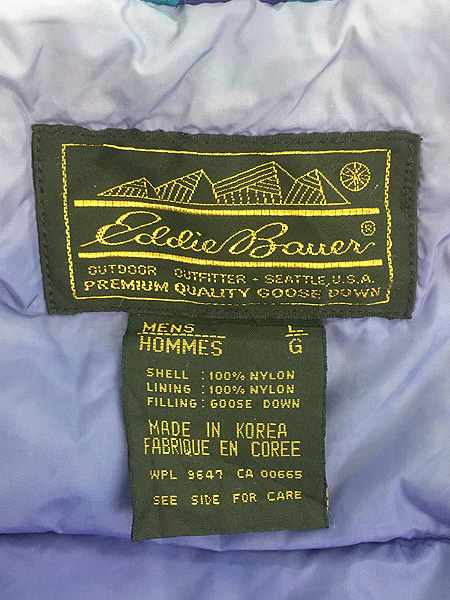 Eddie Bauer®
OUTDOOR OUTFITTER - SEATTLE, U.S.A.
PREMIUM QUALITY GOOSE DOWN
MENS L
HOMMES G
SHELL : 100% NYLON
LINING : 100% NYLON
FILLING : GOOSE DOWN
MADE IN KOREA
FABRIQUE EN COREE
WPL 9647 CA 00665
SEE SIDE FOR CARE